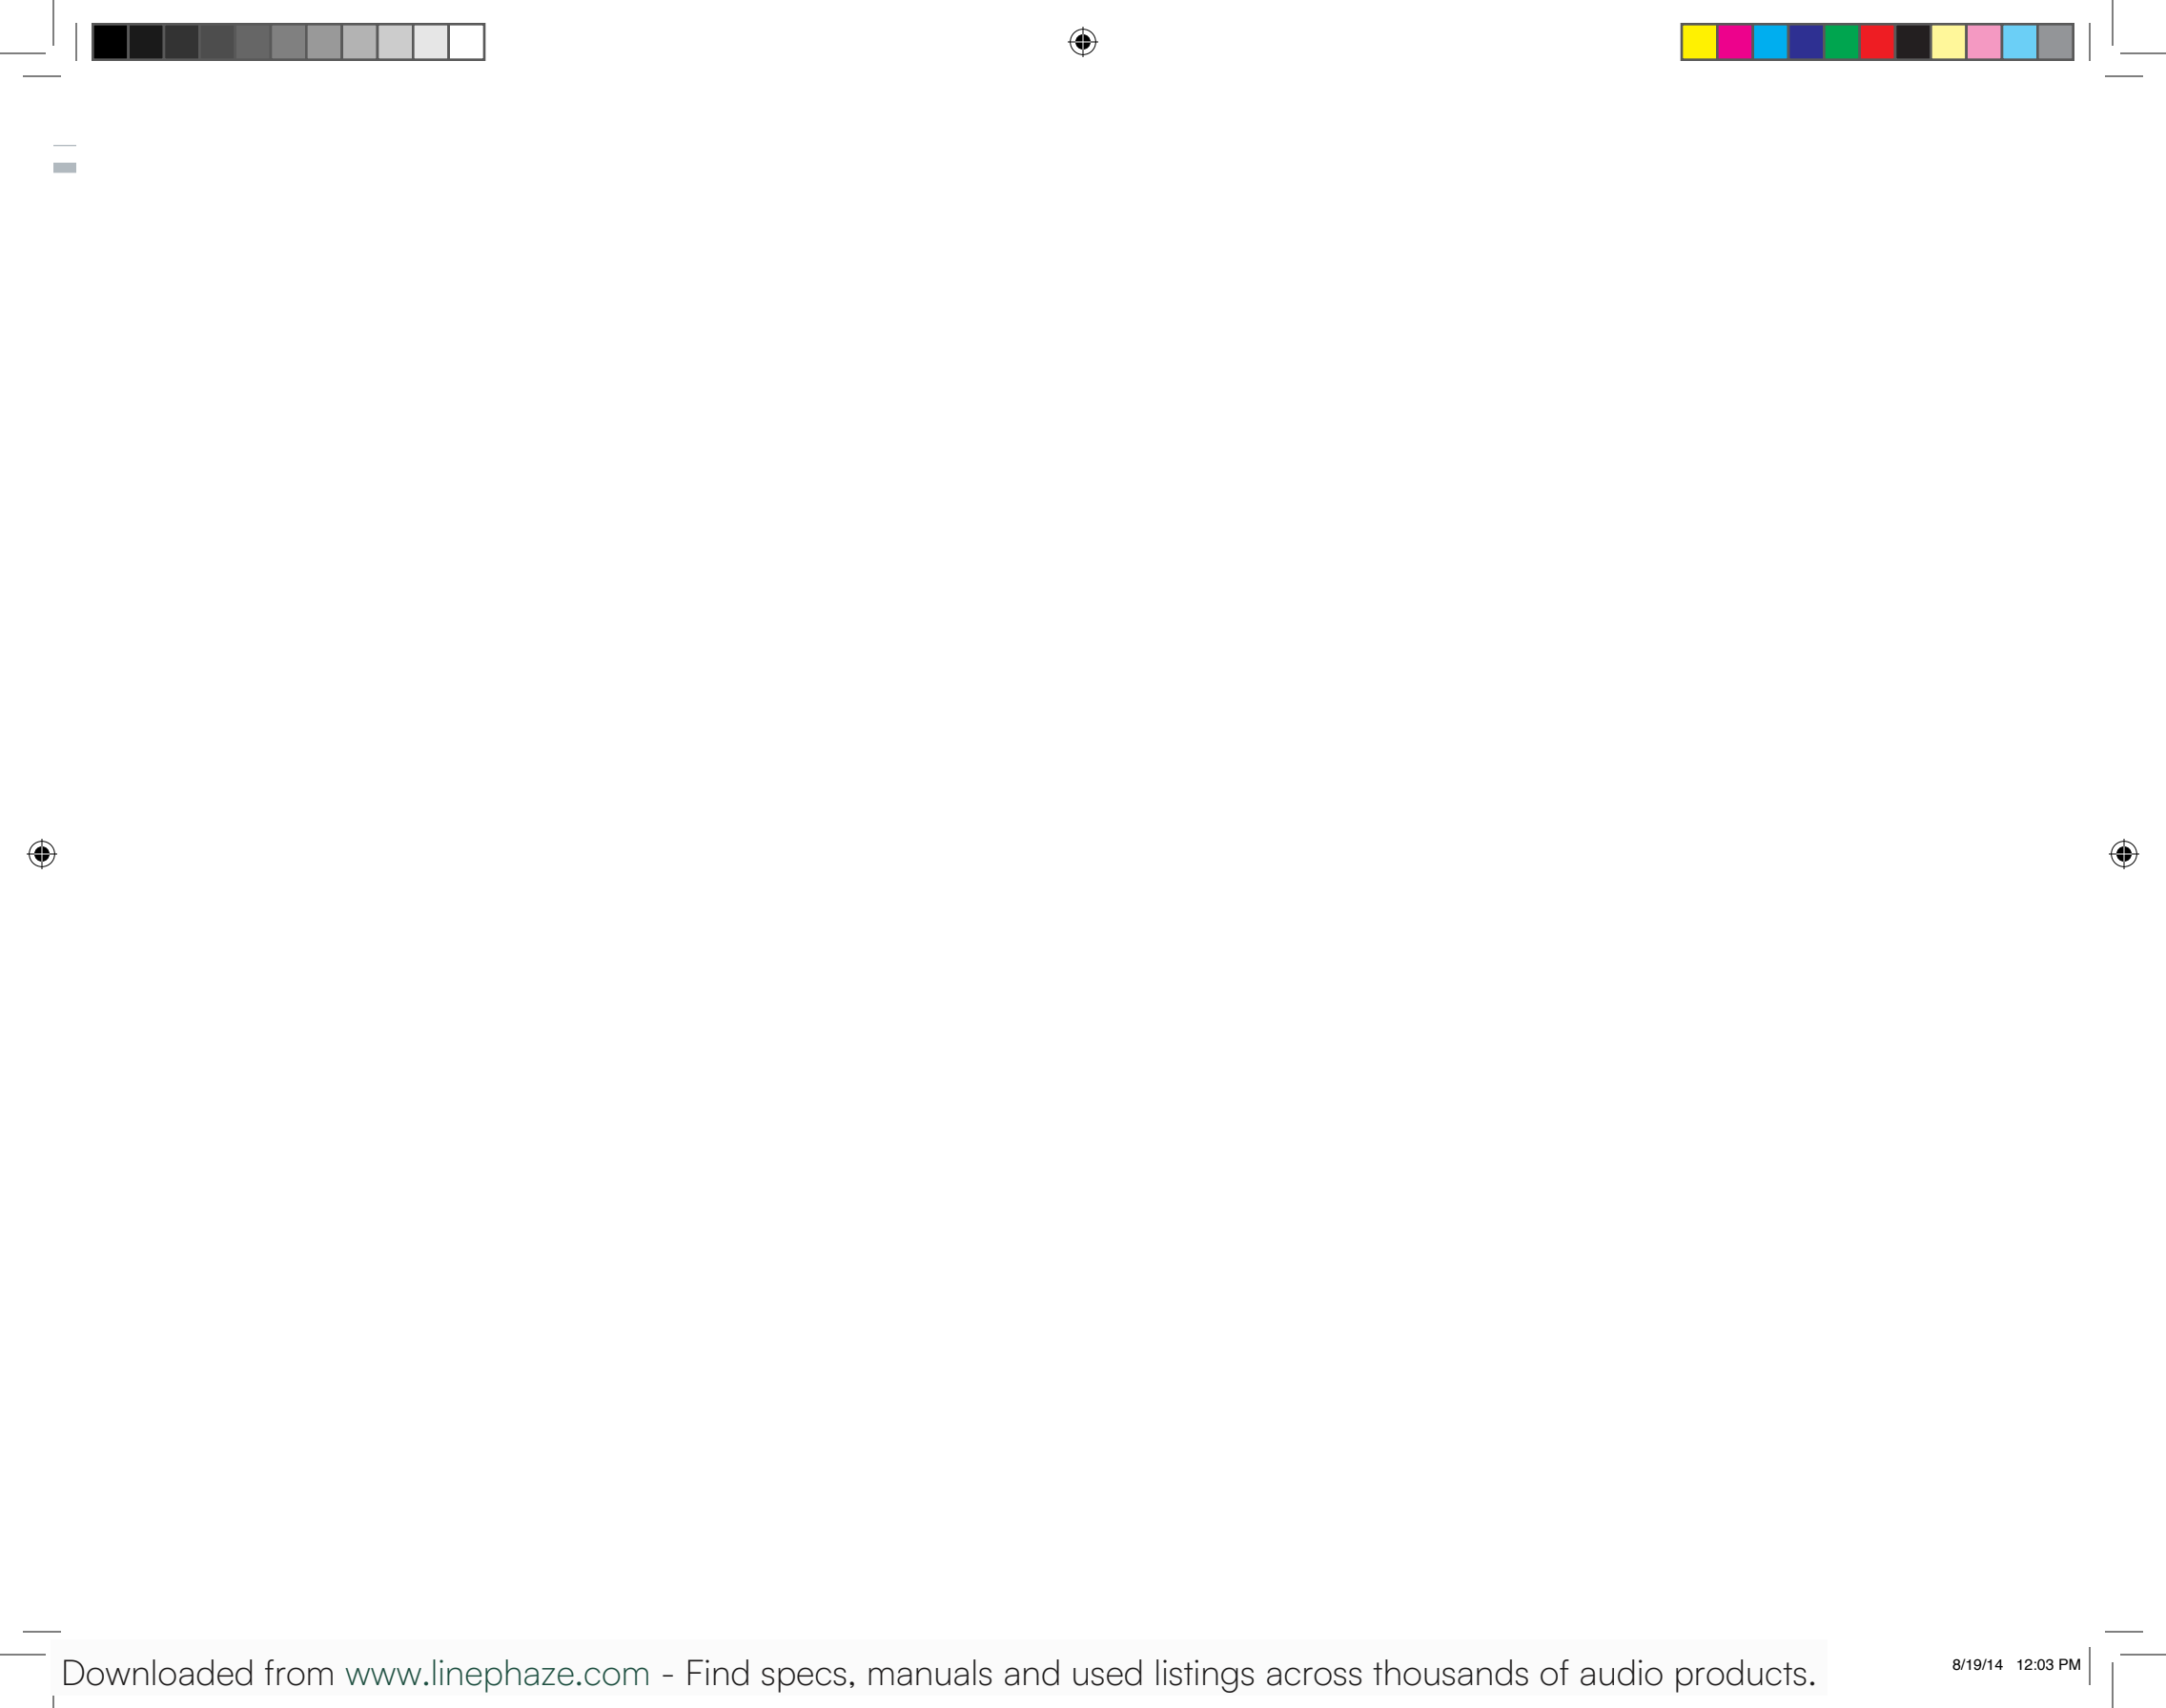 Downloaded from www.linephaze.com - Find specs, manuals and used listings across thousands of audio products.
8/19/14 12:03 PM